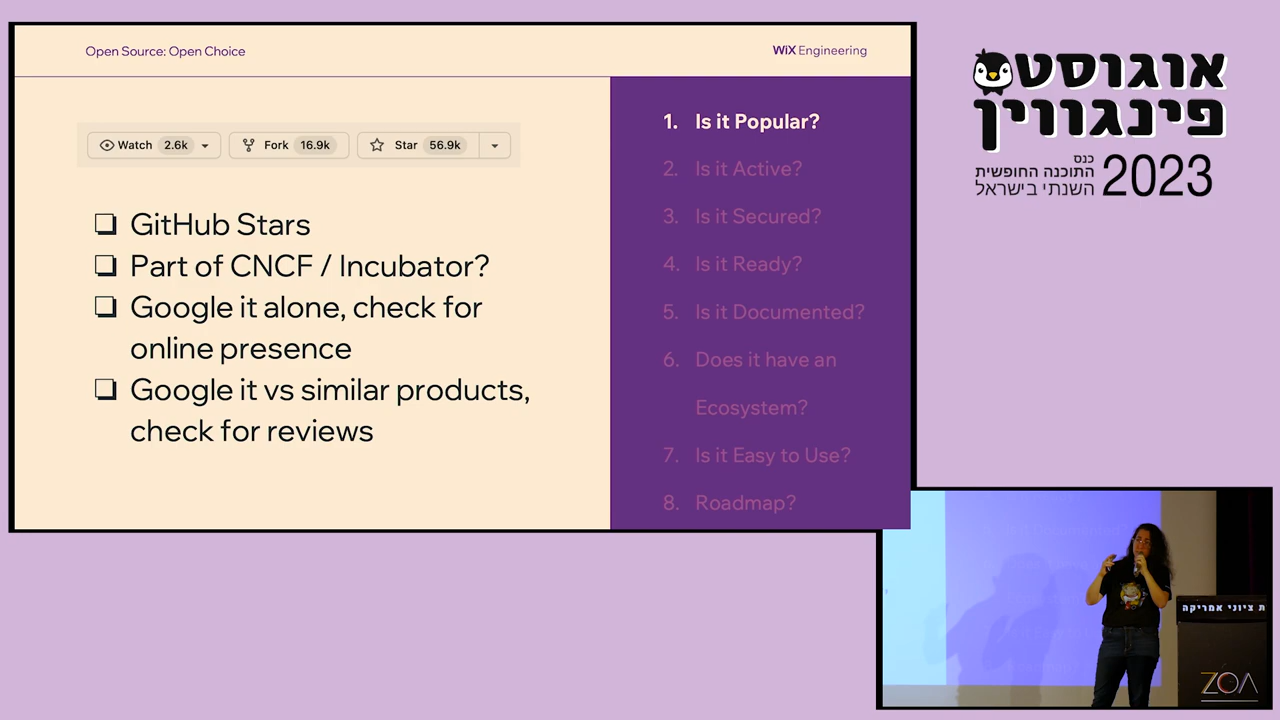 Open Source: Open Choice
WiX Engineering
Watch 2.6k
Fork 16.9k
Star 56.9k
GitHub Stars
Part of CNCF / Incubator?
Google it alone, check for
online presence
Google it vs similar products,
check for reviews
1. Is it Popular?
2. Is it Active?
3. Is it Secured?
4. Is it Ready?
5. Is it Documented?
6. Does it have an
Ecosystem?
7. Is it Easy to Use?
8. Roadmap?
אוגוסט
פינגווין
כנס
התוכנה החופשית
השנתי בישראל
2023
ת ציוני אמריקה
ZOA